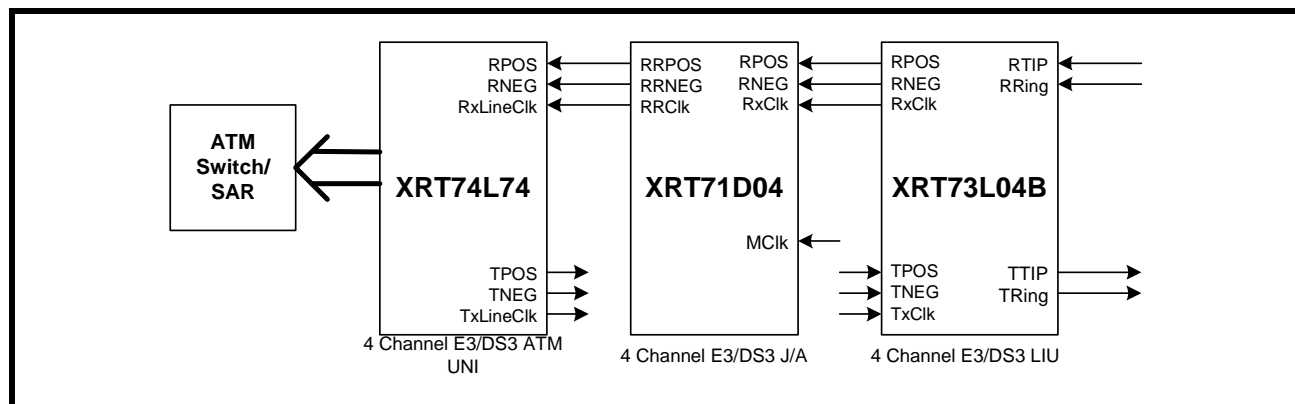 ATM
Switch/
SAR
RPOS
RNEG
RxLineClk
XRT74L74
TPOS
TNEG
TxLineClk
4 Channel E3/DS3 ATM
UNI
RRPOS
RRNEG
RRClk
RPOS
RNEG
RxClk
XRT71D04
MClk
4 Channel E3/DS3 J/A
RPOS
RNEG
RxClk
RTIP
RRing
XRT73L04B
TPOS
TNEG
TxClk
TTIP
TRing
4 Channel E3/DS3 LIU